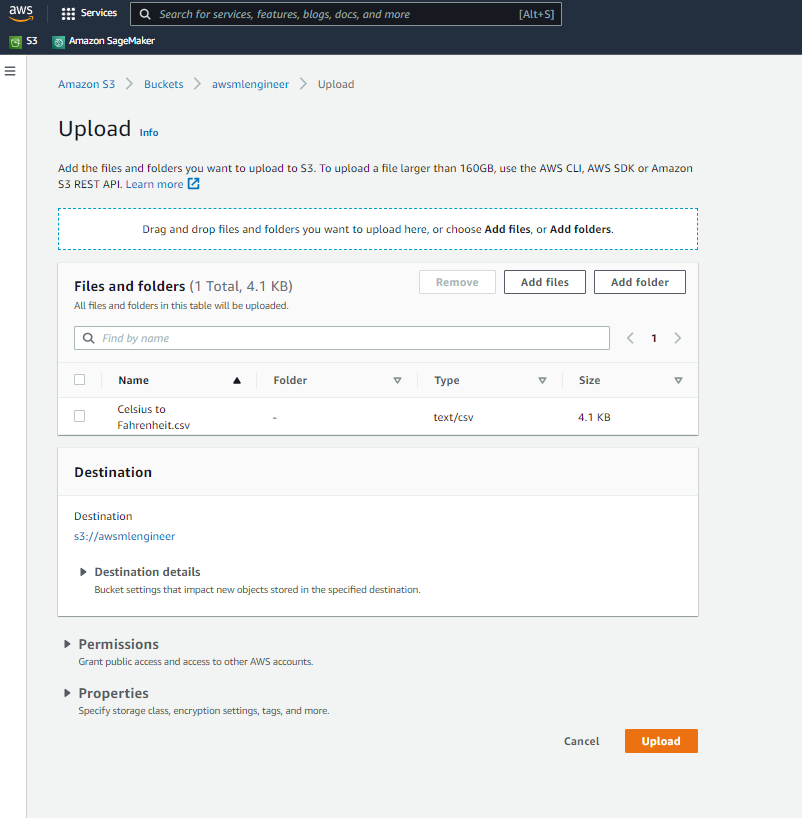 aws Services Search for services, features, blogs, docs, and more [Alt+S]
S3 Amazon SageMaker
Amazon S3 > Buckets > awsmlengineer > Upload
Upload Info
Add the files and folders you want to upload to S3. To upload a file larger than 160GB, use the AWS CLI, AWS SDK or Amazon
S3 REST API. Learn more
Drag and drop files and folders you want to upload here, or choose Add files, or Add folders.
Files and folders (1 Total, 4.1 KB) Remove Add files Add folder
All files and folders in this table will be uploaded.
Find by name < 1 >
Name Folder Type Size
Celsius to
Fahrenheit.csv - text/csv 4.1 KB
Destination
Destination
s3://awsmlengineer
Destination details
Bucket settings that impact new objects stored in the specified destination.
Permissions
Grant public access and access to other AWS accounts.
Properties
Specify storage class, encryption settings, tags, and more.
Cancel Upload